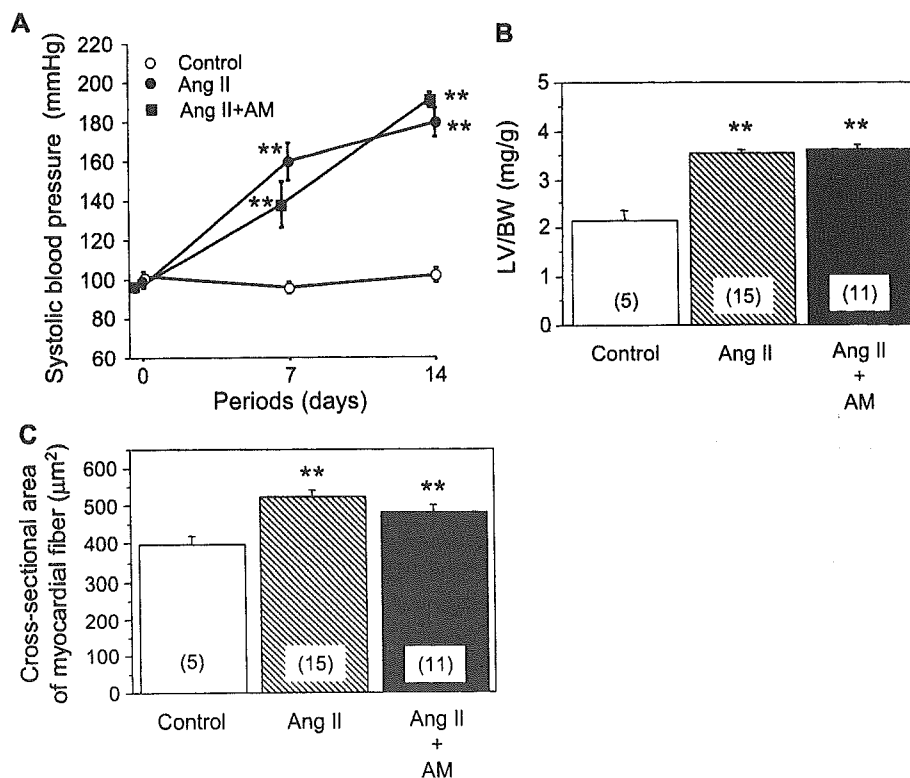 A
Systolic blood pressure (mmHg)
220
200
180
160
140
120
100
80
60
Control
Ang II
Ang II+AM
**
**
**
**
0
7
14
Periods (days)
B
LV/BW (mg/g)
5
4
3
2
1
0
**
**
(5)
(15)
(11)
Control
Ang II
Ang II
+
AM
C
Cross-sectional area
of myocardial fiber (μm²)
600
500
400
300
200
100
0
**
**
(5)
(15)
(11)
Control
Ang II
Ang II
+
AM